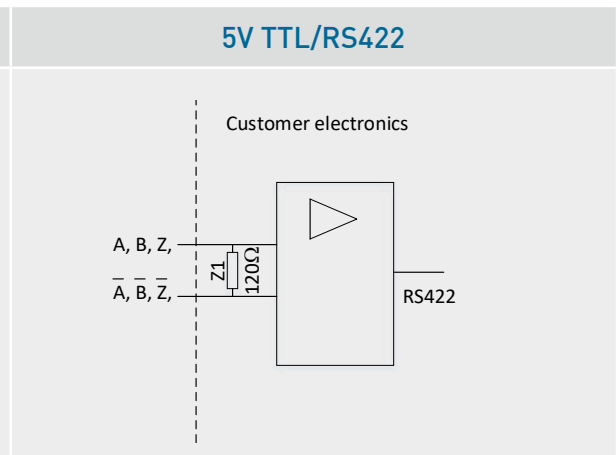 5V TTL/RS422
Customer electronics
A, B, Z,
Z1
120Ω
A̅, B̅, Z̅,
RS422